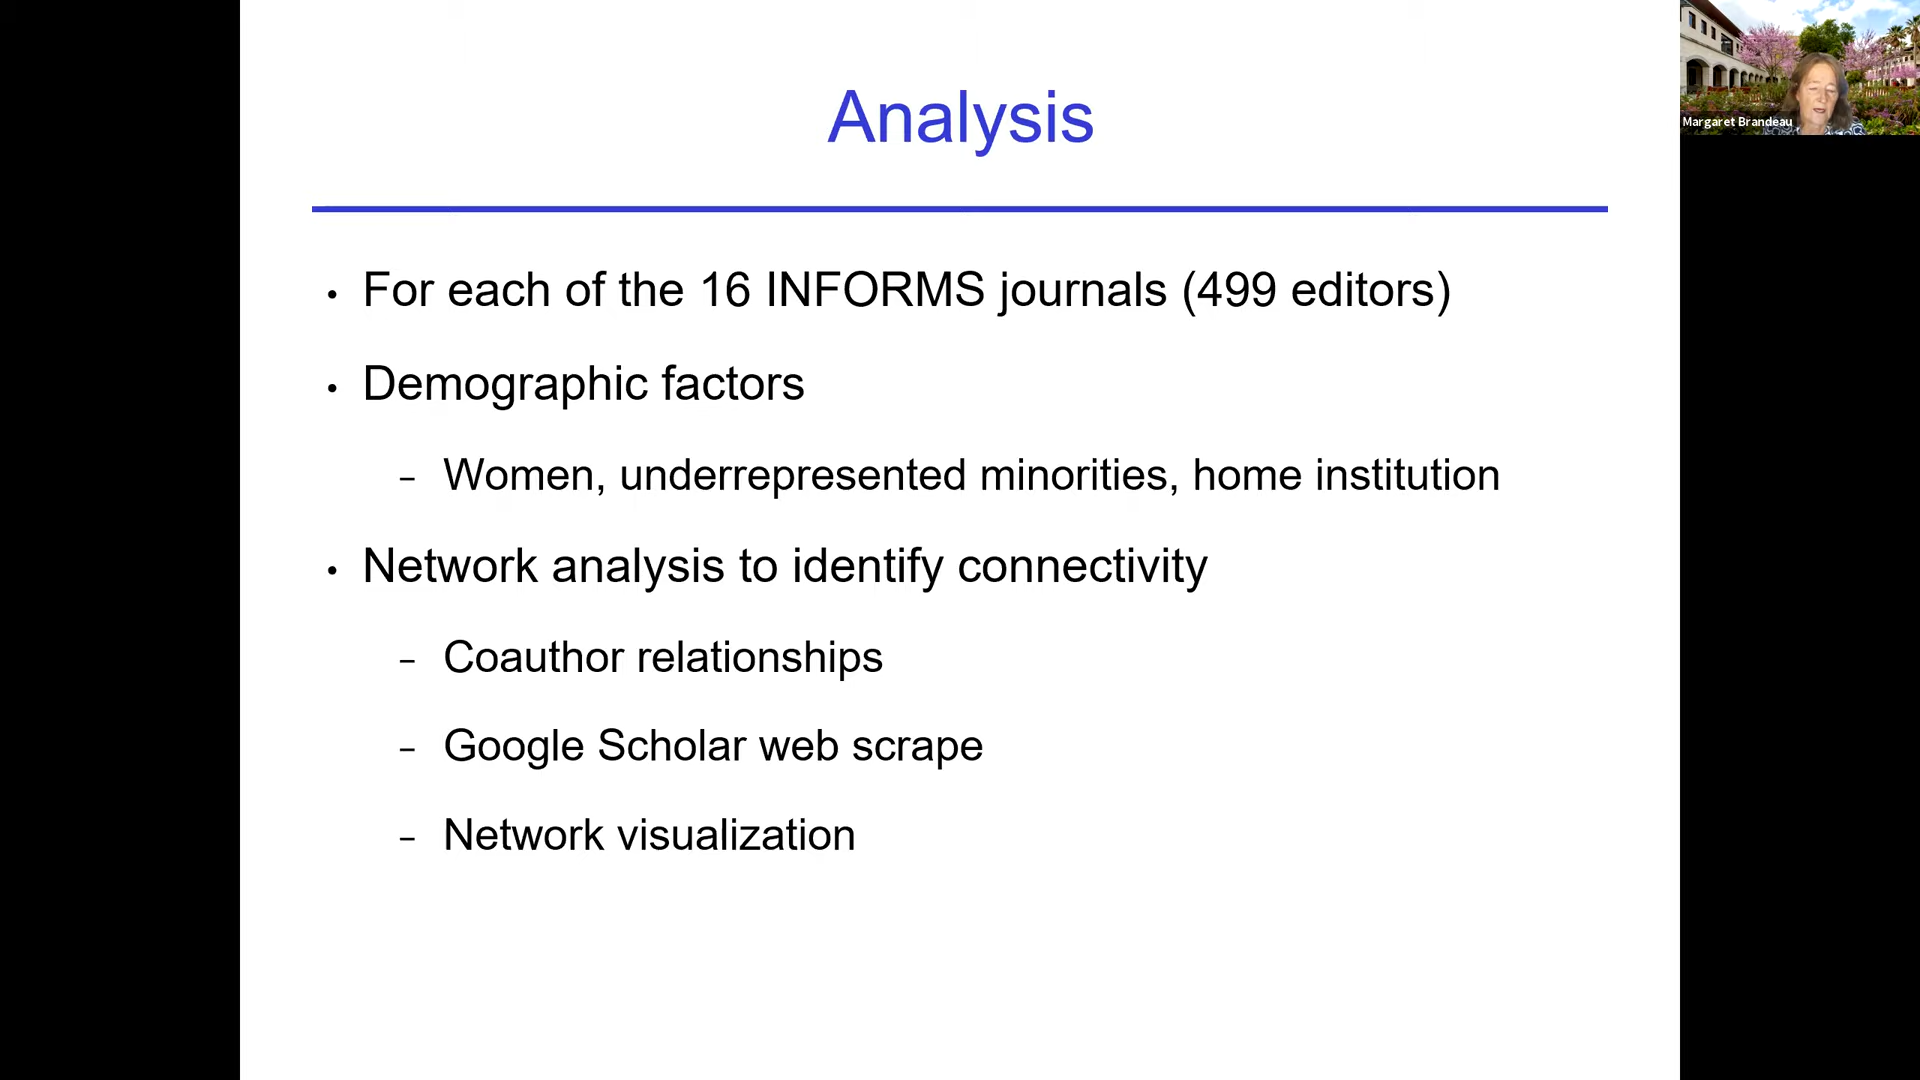 Analysis
• For each of the 16 INFORMS journals (499 editors)
• Demographic factors
– Women, underrepresented minorities, home institution
• Network analysis to identify connectivity
– Coauthor relationships
– Google Scholar web scrape
– Network visualization
Margaret Brandeau